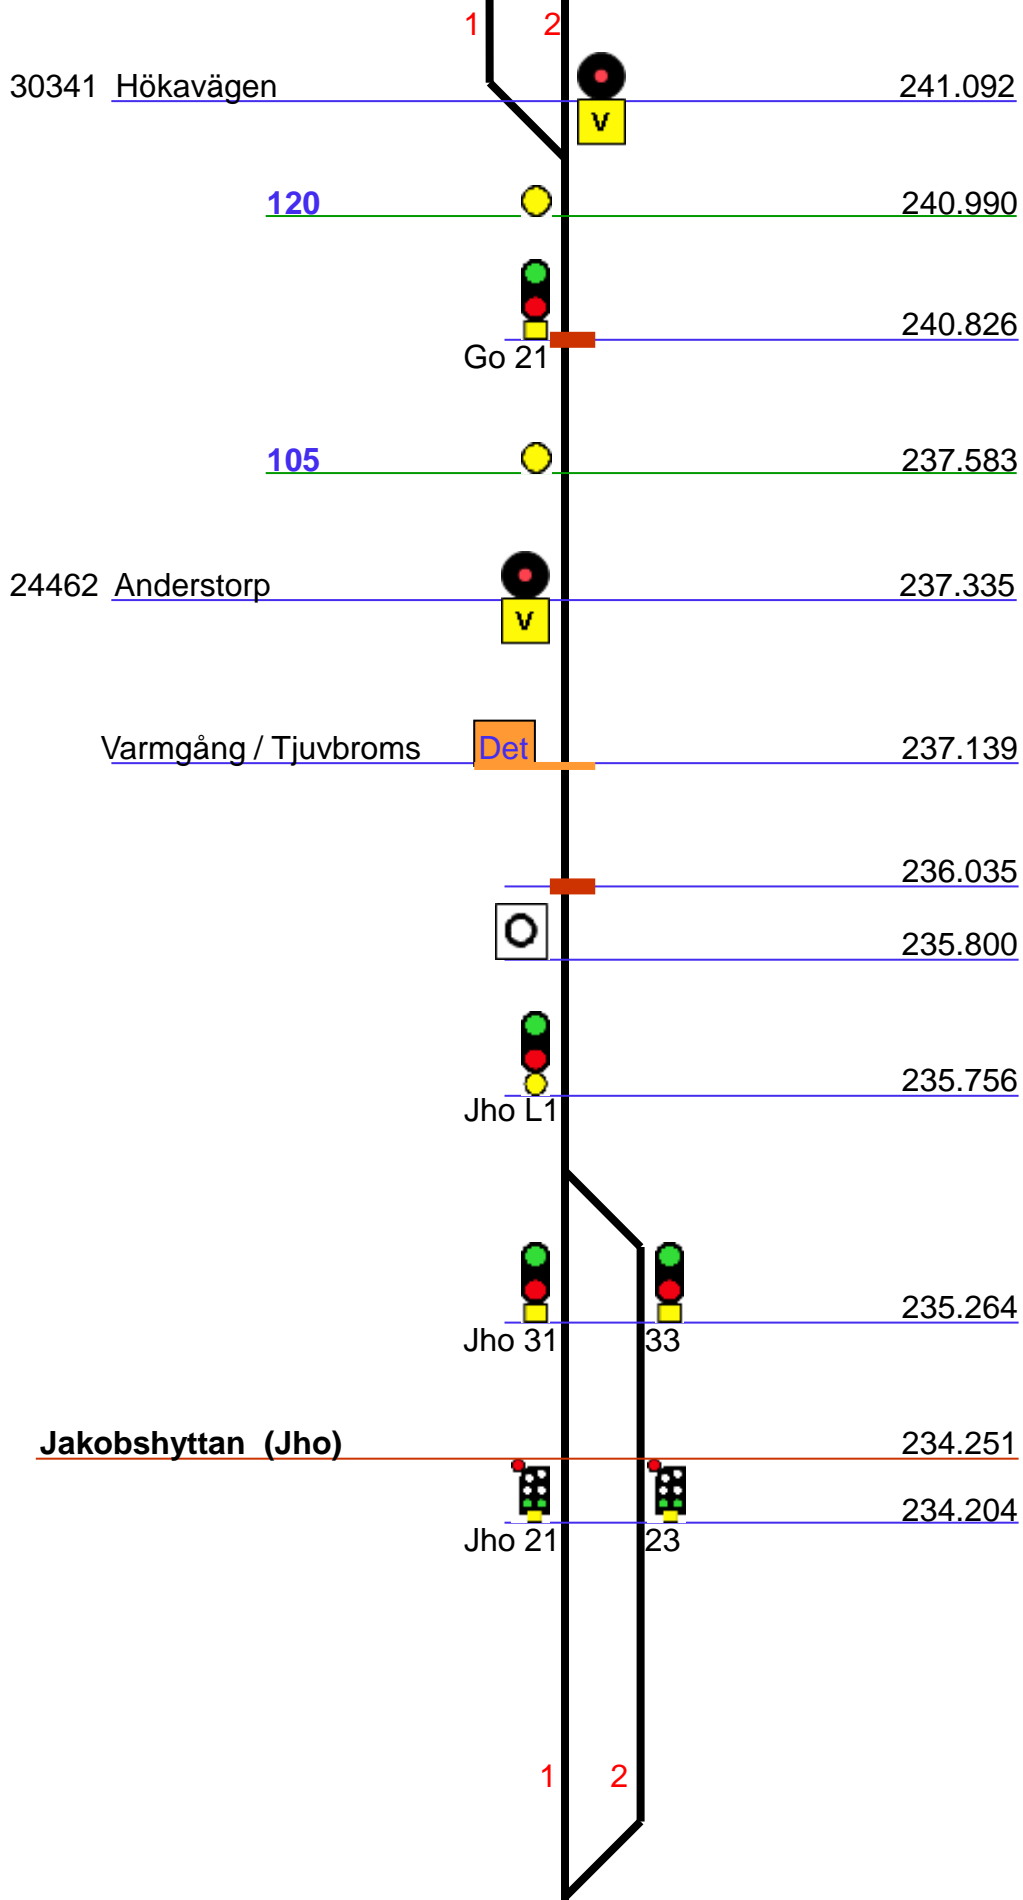 1 2
30341 Hökavägen 241.092
V
120 240.990
240.826
Go 21
105 237.583
24462 Anderstorp 237.335
V
Varmgång / Tjuvbroms Det 237.139
236.035
O 235.800
235.756
Jho L1
235.264
Jho 31 33
Jakobshyttan (Jho) 234.251
234.204
Jho 21 23
1 2